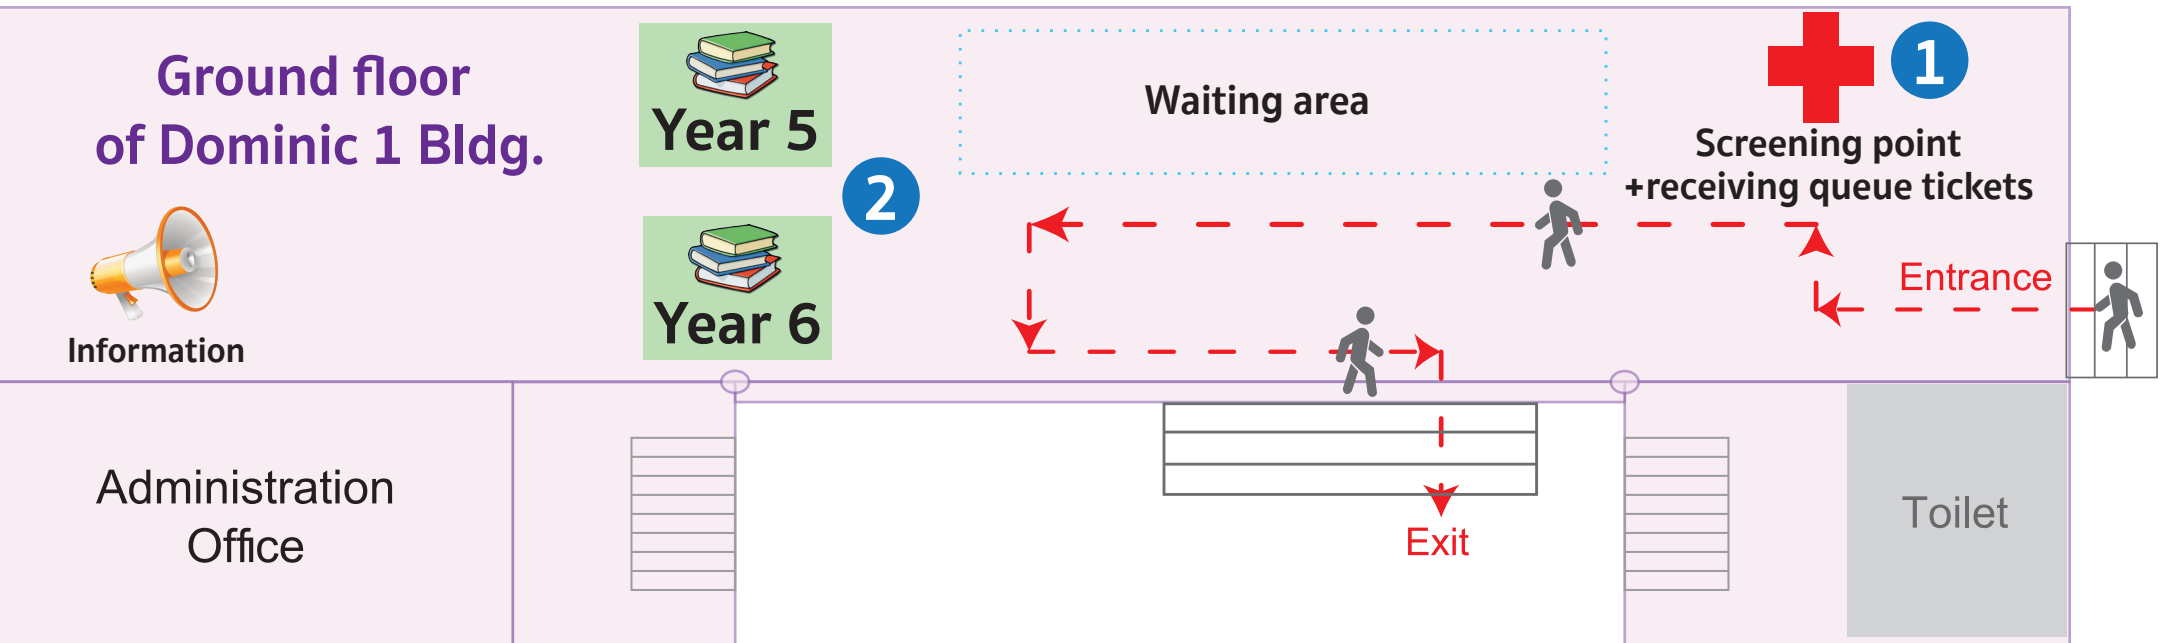 Ground floor
of Dominic 1 Bldg.
Information
Year 5
Year 6
2
Waiting area
1
Screening point
+receiving queue tickets
Entrance
Administration
Office
Exit
Toilet